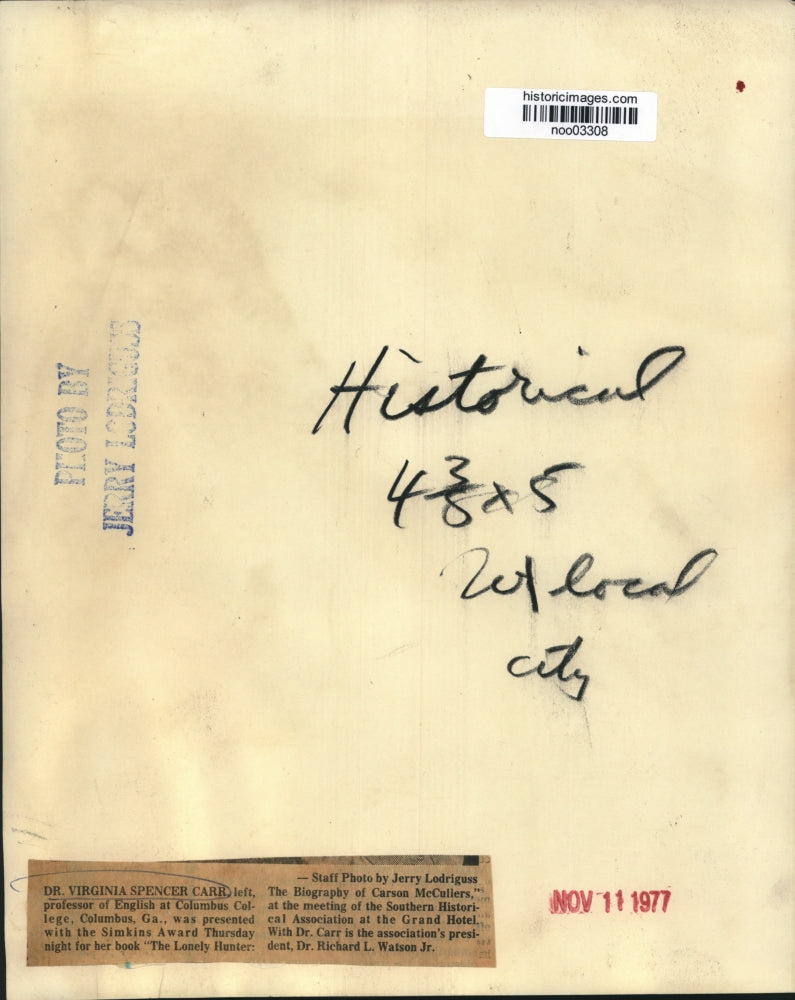 historicimages.com
noo03308
PHOTO BY
JERRY LODRIGUSS
Historical
4 3/8 x 5
w/ local
city
— Staff Photo by Jerry Lodriguss
DR. VIRGINIA SPENCER CARR, left,
professor of English at Columbus Col-
lege, Columbus, Ga., was presented
with the Simkins Award Thursday
night for her book "The Lonely Hunter:
The Biography of Carson McCullers,"
at the meeting of the Southern Histori-
cal Association at the Grand Hotel.
With Dr. Carr is the association's presi-
dent, Dr. Richard L. Watson Jr.
NOV 11 1977